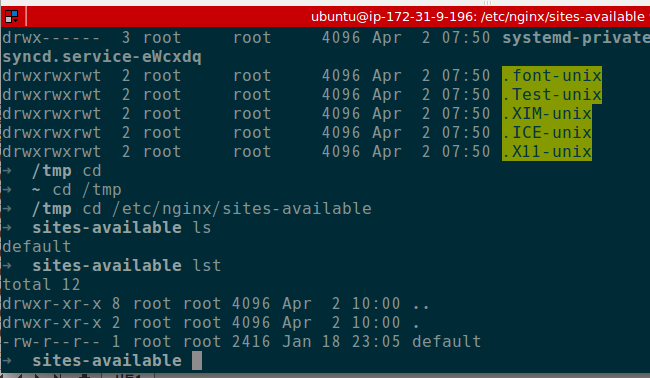 ubuntu@ip-172-31-9-196: /etc/nginx/sites-available
drwx------ 3 root root 4096 Apr 2 07:50 systemd-private
syncd.service-eWcxdq
drwxrwxrwt 2 root root 4096 Apr 2 07:50 .font-unix
drwxrwxrwt 2 root root 4096 Apr 2 07:50 .Test-unix
drwxrwxrwt 2 root root 4096 Apr 2 07:50 .XIM-unix
drwxrwxrwt 2 root root 4096 Apr 2 07:50 .ICE-unix
drwxrwxrwt 2 root root 4096 Apr 2 07:50 .X11-unix
➜ /tmp cd
➜ ~ cd /tmp
➜ /tmp cd /etc/nginx/sites-available
➜ sites-available ls
default
➜ sites-available lst
total 12
drwxr-xr-x 8 root root 4096 Apr 2 10:00 ..
drwxr-xr-x 2 root root 4096 Apr 2 10:00 .
-rw-r--r-- 1 root root 2416 Jan 18 23:05 default
➜ sites-available